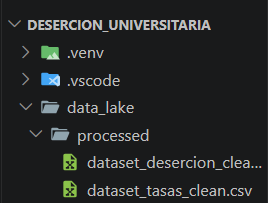 DESERCION_UNIVERSITARIA
.venv
.vscode
data_lake
processed
dataset_desercion_clea...
dataset_tasas_clean.csv